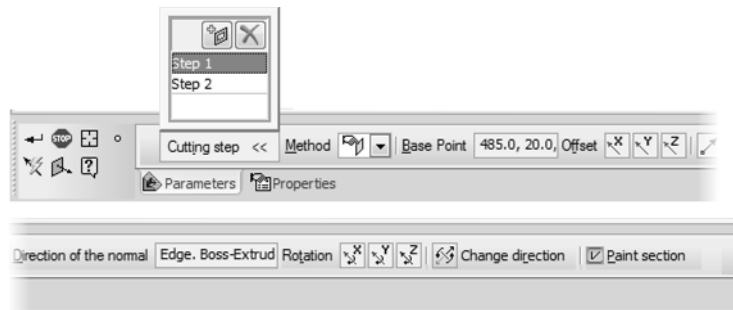 Step 1
Step 2
STOP
Cutting step << Method Base Point 485.0, 20.0, Offset X Y Z
Parameters Properties
Direction of the normal Edge. Boss-Extrud Rotation X Y Z Change direction Paint section